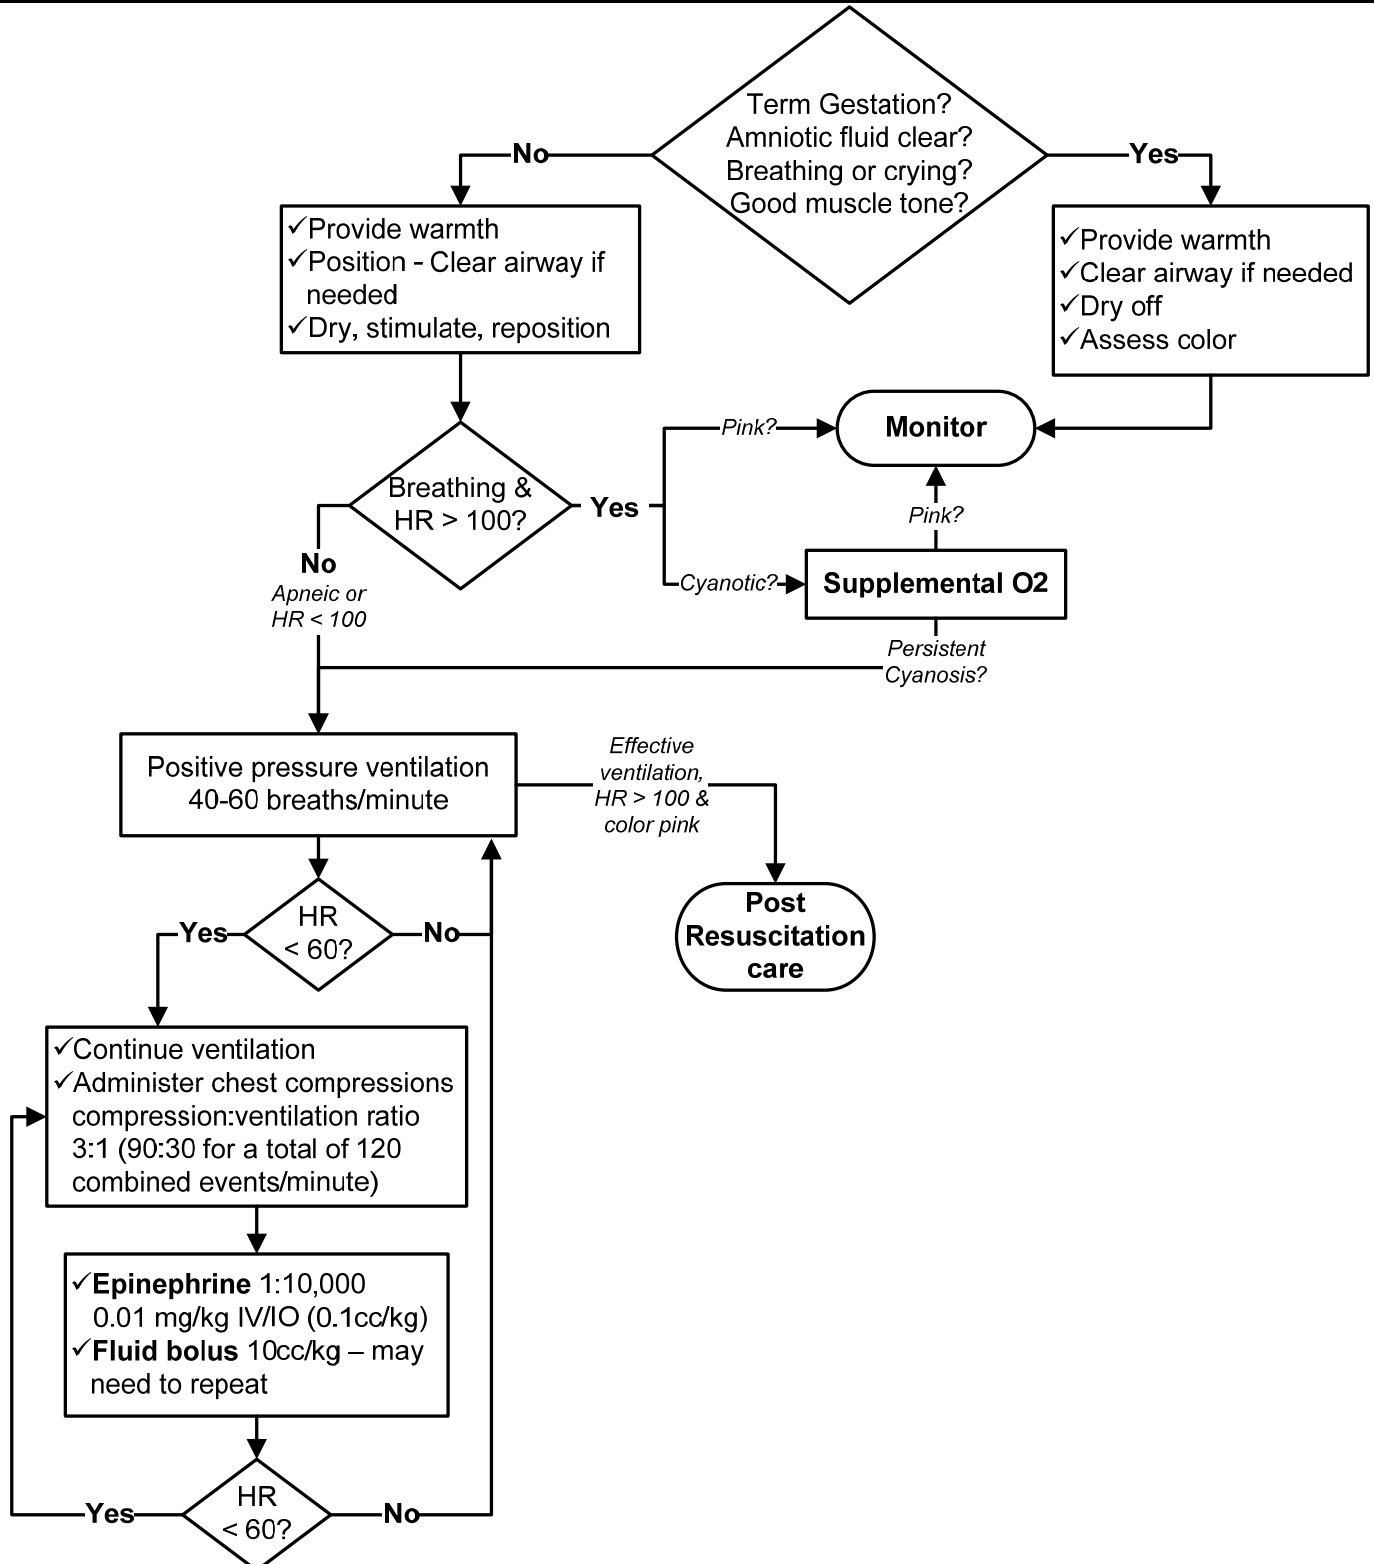 Term Gestation?
Amniotic fluid clear?
Breathing or crying?
Good muscle tone?
No
Yes
✓Provide warmth
✓Position - Clear airway if
needed
✓Dry, stimulate, reposition
✓Provide warmth
✓Clear airway if needed
✓Dry off
✓Assess color
Breathing &
HR > 100?
Yes
Pink?
Monitor
Pink?
Cyanotic?
Supplemental O2
No
Apneic or
HR < 100
Persistent
Cyanosis?
Positive pressure ventilation
40-60 breaths/minute
Effective
ventilation,
HR > 100 &
color pink
Post
Resuscitation
care
HR
< 60?
Yes
No
✓Continue ventilation
✓Administer chest compressions
compression:ventilation ratio
3:1 (90:30 for a total of 120
combined events/minute)
✓Epinephrine 1:10,000
0.01 mg/kg IV/IO (0.1cc/kg)
✓Fluid bolus 10cc/kg – may
need to repeat
HR
< 60?
Yes
No